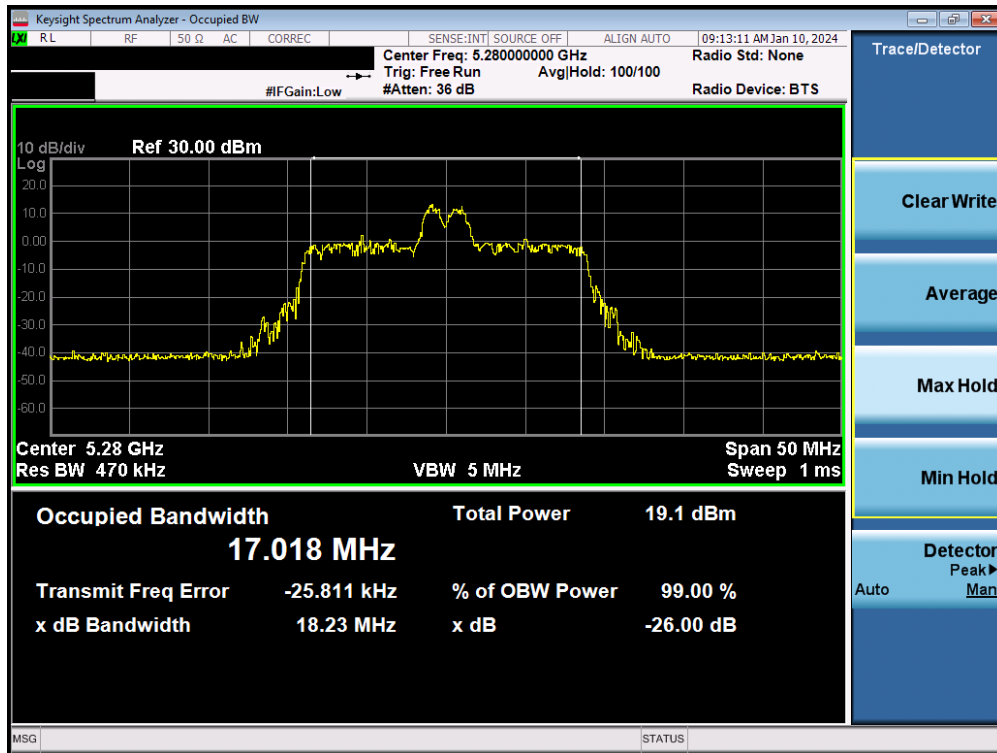 Keysight Spectrum Analyzer - Occupied BW
LXI RL RF 50 Ω AC CORREC SENSE:INT SOURCE OFF ALIGN AUTO 09:13:11 AM Jan 10, 2024
Center Freq: 5.280000000 GHz Radio Std: None
Trig: Free Run Avg|Hold: 100/100
#IFGain:Low #Atten: 36 dB Radio Device: BTS
Trace/Detector
10 dB/div Ref 30.00 dBm
Log
20.0
10.0
0.00
-10.0
-20.0
-30.0
-40.0
-50.0
-60.0
Center 5.28 GHz Span 50 MHz
Res BW 470 kHz VBW 5 MHz Sweep 1 ms
Occupied Bandwidth Total Power 19.1 dBm
17.018 MHz
Transmit Freq Error -25.811 kHz % of OBW Power 99.00 %
x dB Bandwidth 18.23 MHz x dB -26.00 dB
Clear Write
Average
Max Hold
Min Hold
Detector
Peak▶
Auto Man
MSG STATUS